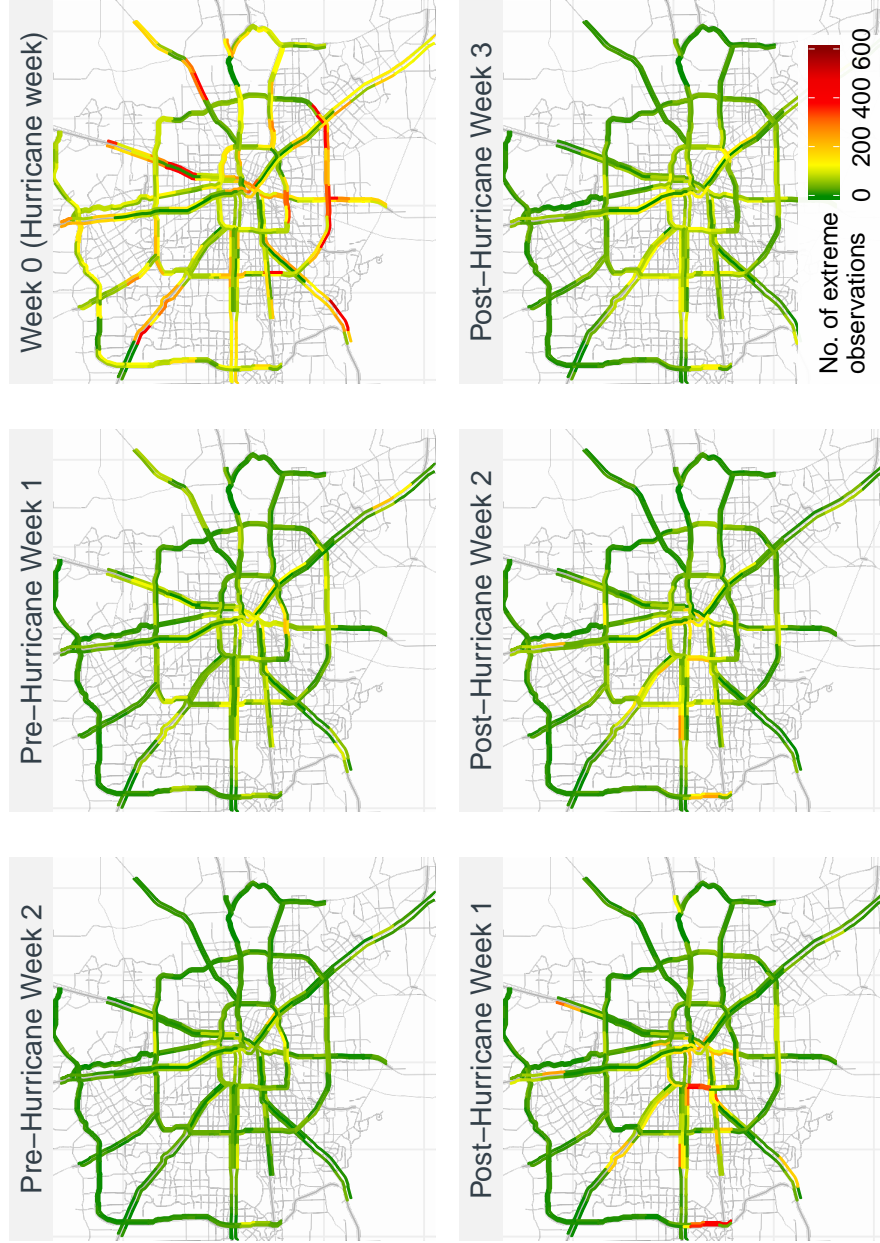 Pre−Hurricane Week 2
Pre−Hurricane Week 1
Week 0 (Hurricane week)
Post−Hurricane Week 1
Post−Hurricane Week 2
Post−Hurricane Week 3
No. of extreme
observations
0 200 400 600